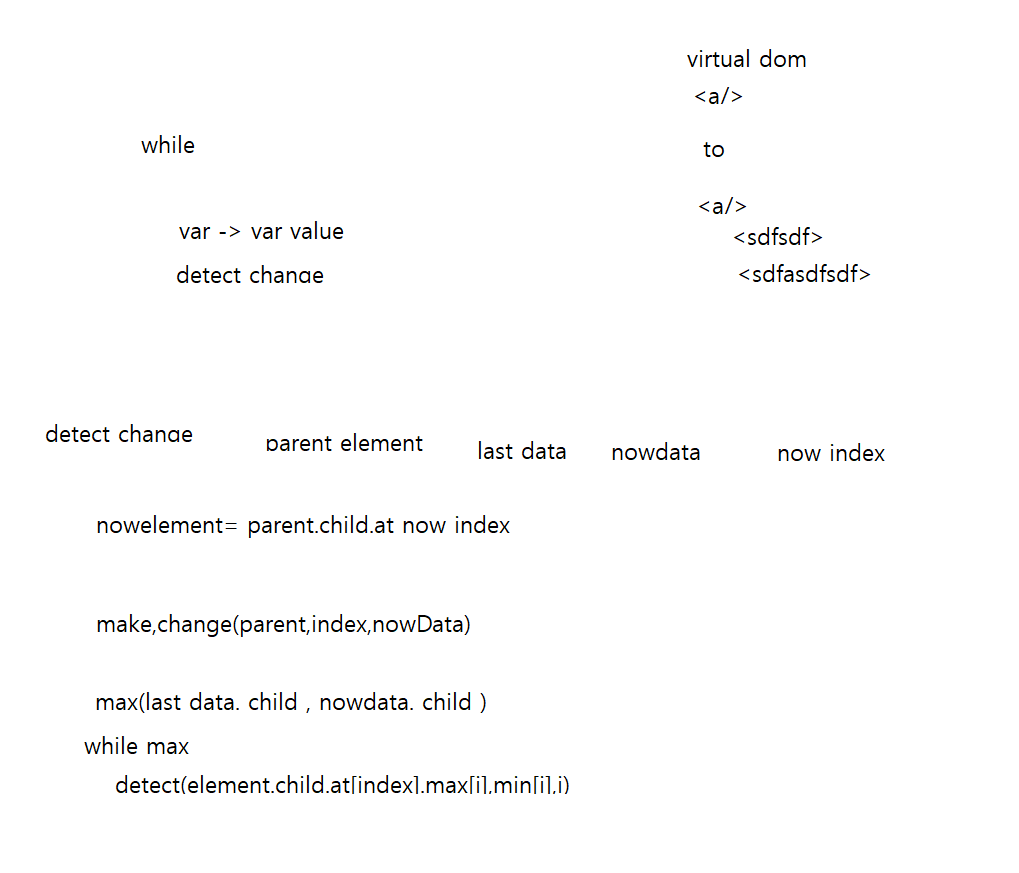 virtual dom
<a/>
while
to
<a/>
var -> var value
<sdfsdf>
detect change
<sdfasdfsdf>
detect change parent element last data nowdata now index
nowelement= parent.child.at now index
make,change(parent,index,nowData)
max(last data. child , nowdata. child )
while max
detect(element.child.at[index].max[i],min[i],i)